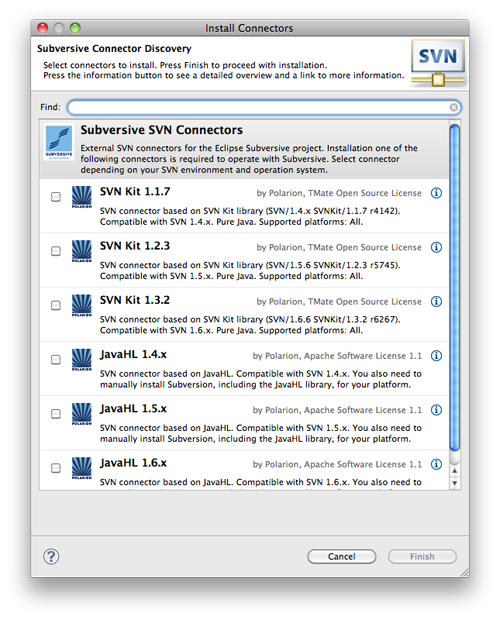 Install Connectors
Subversive Connector Discovery
Select connectors to install. Press Finish to proceed with installation.
Press the information button to see a detailed overview and a link to more information.
SVN
Find:
SUBVERSIVE
Subversive SVN Connectors
External SVN connectors for the Eclipse Subversive project. Installation one of the
following connectors is required to operate with Subversive. Select connector
depending on your SVN environment and operation system.
POLARION
SVN Kit 1.1.7
by Polarion, TMate Open Source License
SVN connector based on SVN Kit library (SVN/1.4.x SVNKit/1.1.7 r4142).
Compatible with SVN 1.4.x. Pure Java. Supported platforms: All.
POLARION
SVN Kit 1.2.3
by Polarion, TMate Open Source License
SVN connector based on SVN Kit library (SVN/1.5.6 SVNKit/1.2.3 r5745).
Compatible with SVN 1.5.x. Pure Java. Supported platforms: All.
POLARION
SVN Kit 1.3.2
by Polarion, TMate Open Source License
SVN connector based on SVN Kit library (SVN/1.6.6 SVNKit/1.3.2 r6267).
Compatible with SVN 1.6.x. Pure Java. Supported platforms: All.
POLARION
JavaHL 1.4.x
by Polarion, Apache Software License 1.1
SVN connector based on JavaHL. Compatible with SVN 1.4.x. You also need to
manually install Subversion, including the JavaHL library, for your platform.
POLARION
JavaHL 1.5.x
by Polarion, Apache Software License 1.1
SVN connector based on JavaHL. Compatible with SVN 1.5.x. You also need to
manually install Subversion, including the JavaHL library, for your platform.
POLARION
JavaHL 1.6.x
by Polarion, Apache Software License 1.1
SVN connector based on JavaHL. Compatible with SVN 1.6.x. You also need to
?
Cancel
Finish